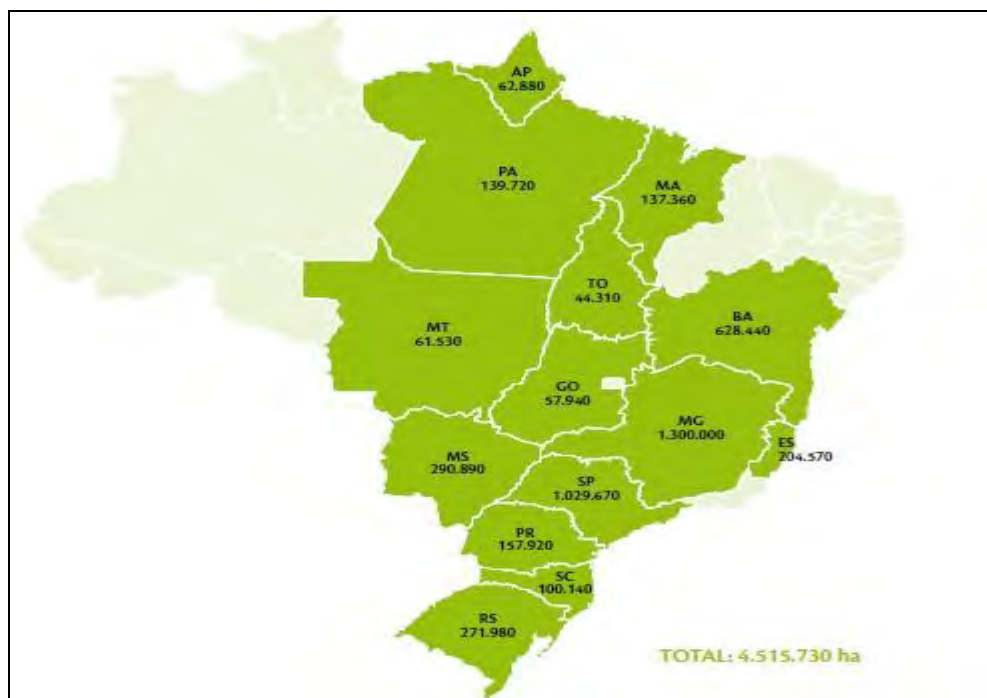 AP
62.880
PA
139.720
MA
137.360
TO
44.310
BA
628.440
MT
61.530
GO
57.940
MG
1.300.000
ES
204.570
MS
290.890
SP
1.029.670
PR
157.920
SC
100.140
RS
271.980
TOTAL: 4.515.730 ha